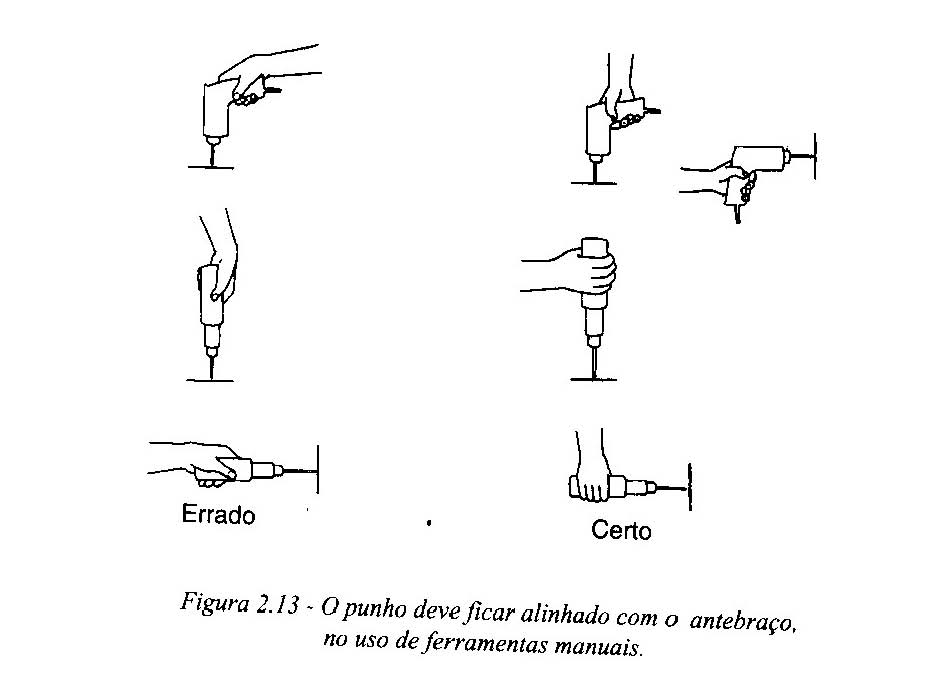 Errado
Certo
Figura 2.13 - O punho deve ficar alinhado com o antebraço,
no uso de ferramentas manuais.